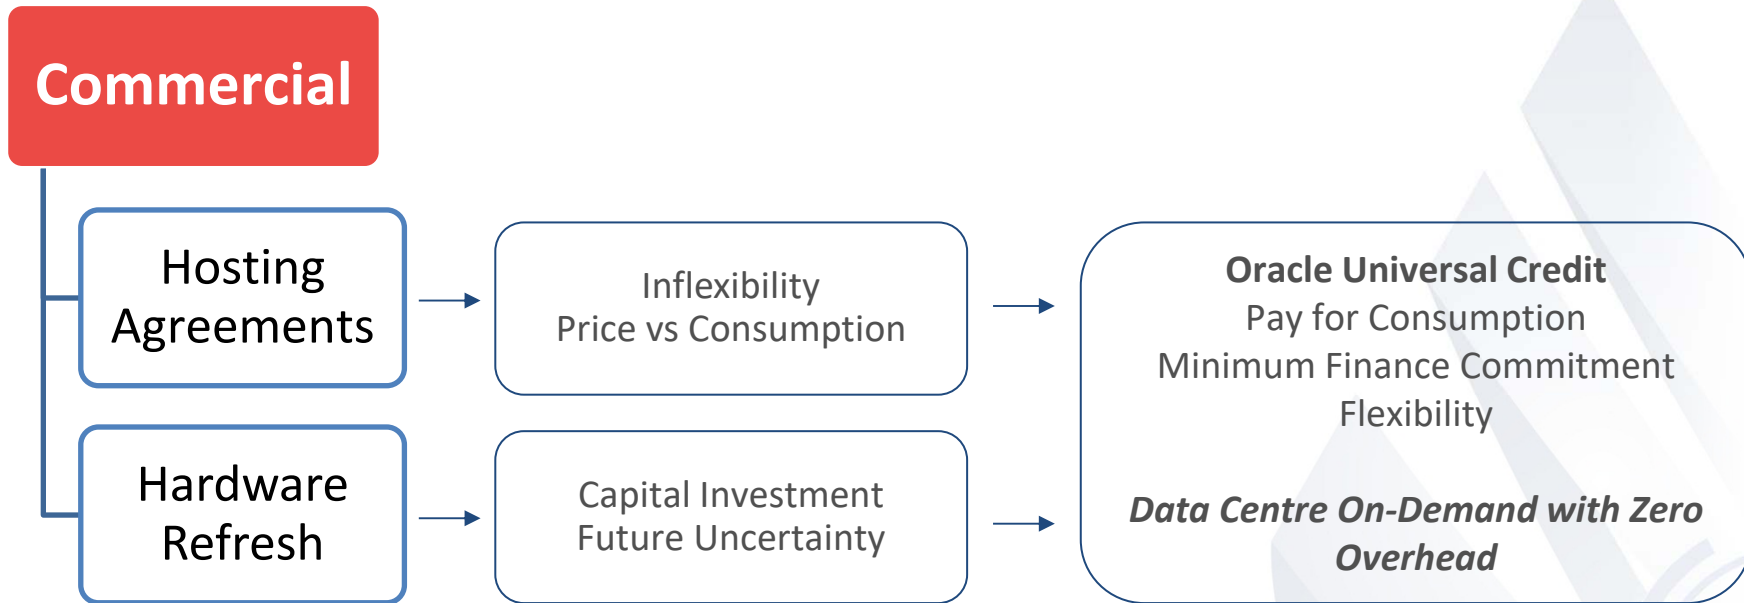 Commercial
Hosting
Agreements
Inflexibility
Price vs Consumption
Hardware
Refresh
Capital Investment
Future Uncertainty
Oracle Universal Credit
Pay for Consumption
Minimum Finance Commitment
Flexibility
Data Centre On-Demand with Zero
Overhead